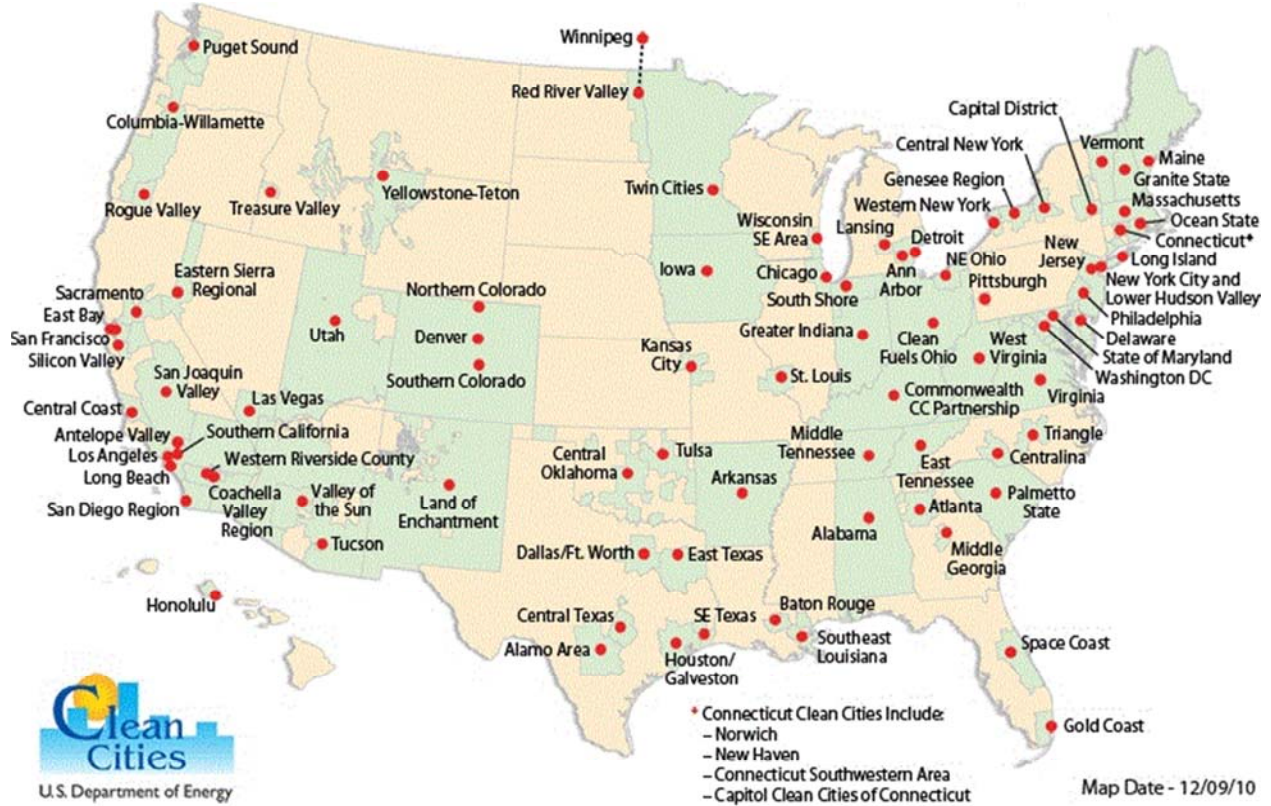 Puget Sound
Winnipeg
Red River Valley
Columbia-Willamette
Capital District
Central New York
Vermont
Maine
Genesee Region
Granite State
Yellowstone-Teton
Twin Cities
Western New York
Massachusetts
Rogue Valley
Treasure Valley
Wisconsin
SE Area
Lansing
Ocean State
Detroit
Connecticut*
New
Jersey
Long Island
Eastern Sierra
Regional
Iowa
Chicago
Ann
Arbor
NE Ohio
Pittsburgh
New York City and
Lower Hudson Valley
Sacramento
Northern Colorado
South Shore
East Bay
Philadelphia
San Francisco
Utah
Denver
Kansas
City
Greater Indiana
Clean
Fuels Ohio
West
Virginia
Delaware
Silicon Valley
State of Maryland
San Joaquin
Valley
Southern Colorado
St. Louis
Washington DC
Central Coast
Las Vegas
Commonwealth
CC Partnership
Virginia
Antelope Valley
Southern California
Middle
Tennessee
Triangle
Los Angeles
Western Riverside County
Central
Oklahoma
Tulsa
Centralina
Long Beach
Arkansas
East
Tennessee
San Diego Region
Coachella
Valley
Region
Valley of
the Sun
Land of
Enchantment
Palmetto
State
Atlanta
Tucson
Dallas/Ft. Worth
East Texas
Alabama
Middle
Georgia
Honolulu
Central Texas
SE Texas
Baton Rouge
Alamo Area
Houston/
Galveston
Southeast
Louisiana
Space Coast
Gold Coast
Clean
Cities
U.S. Department of Energy
* Connecticut Clean Cities Include:
– Norwich
– New Haven
– Connecticut Southwestern Area
– Capitol Clean Cities of Connecticut
Map Date - 12/09/10